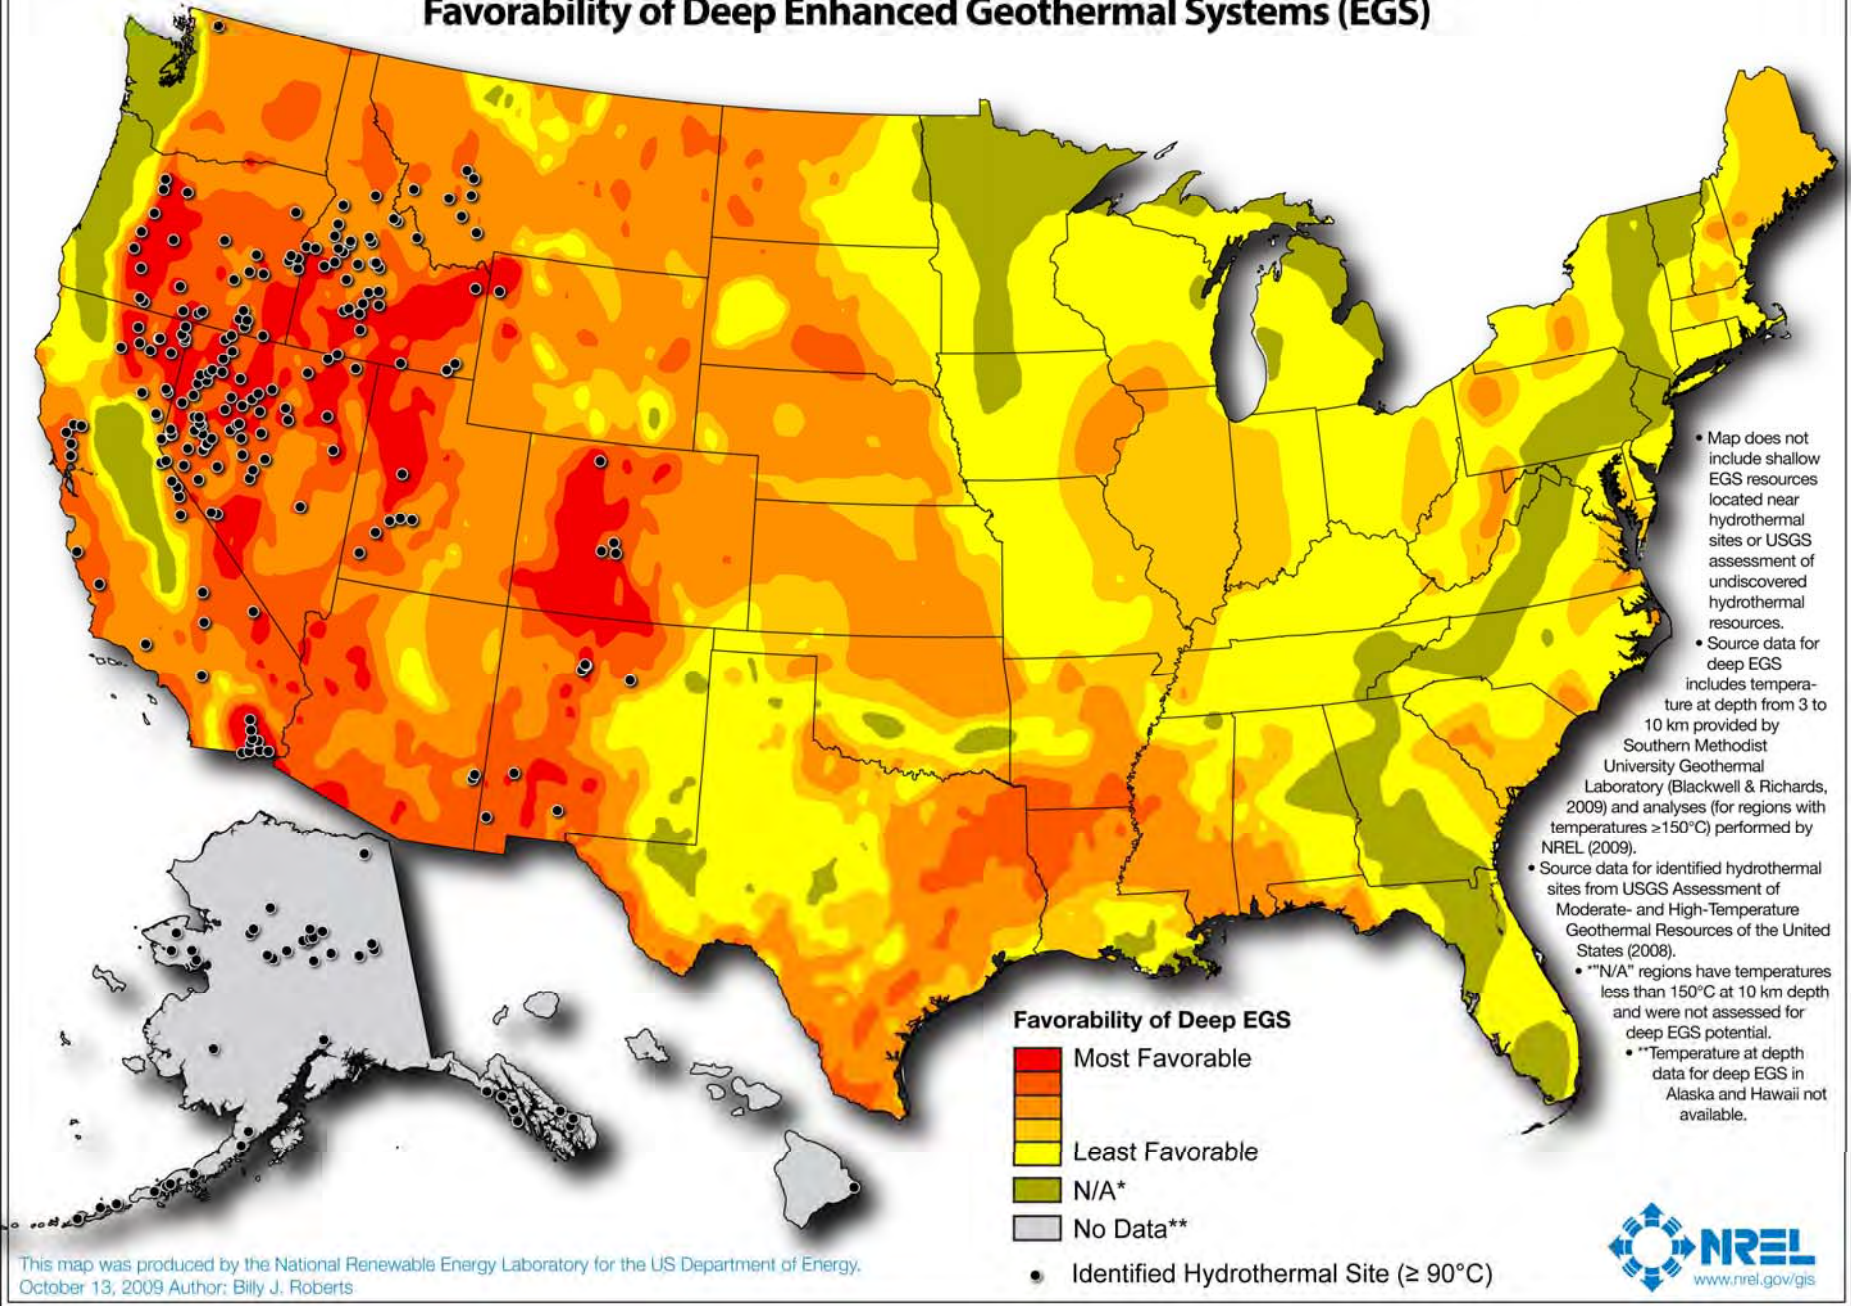 Favorability of Deep Enhanced Geothermal Systems (EGS)
• Map does not
include shallow
EGS resources
located near
hydrothermal
sites or USGS
assessment of
undiscovered
hydrothermal
resources.
• Source data for
deep EGS
includes tempera-
ture at depth from 3 to
10 km provided by
Southern Methodist
University Geothermal
Laboratory (Blackwell & Richards,
2009) and analyses (for regions with
temperatures ≥150°C) performed by
NREL (2009).
• Source data for identified hydrothermal
sites from USGS Assessment of
Moderate- and High-Temperature
Geothermal Resources of the United
States (2008).
• *"N/A" regions have temperatures
less than 150°C at 10 km depth
and were not assessed for
deep EGS potential.
• **Temperature at depth
data for deep EGS in
Alaska and Hawaii not
available.
Favorability of Deep EGS
Most Favorable
Least Favorable
N/A*
No Data**
Identified Hydrothermal Site (≥ 90°C)
This map was produced by the National Renewable Energy Laboratory for the US Department of Energy.
October 13, 2009 Author: Billy J. Roberts
NREL
www.nrel.gov/gis